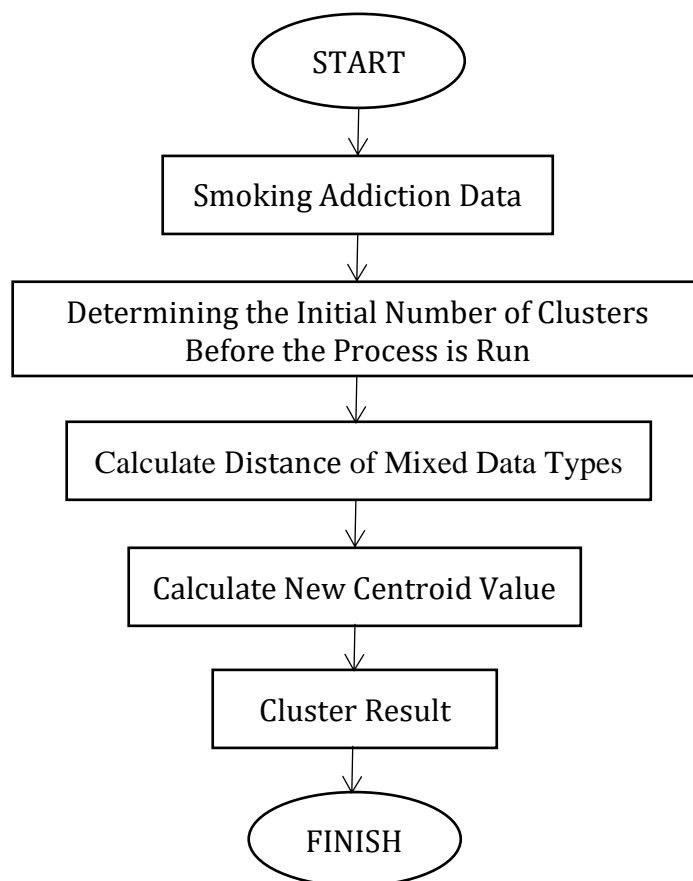 START
Smoking Addiction Data
Determining the Initial Number of Clusters
Before the Process is Run
Calculate Distance of Mixed Data Types
Calculate New Centroid Value
Cluster Result
FINISH